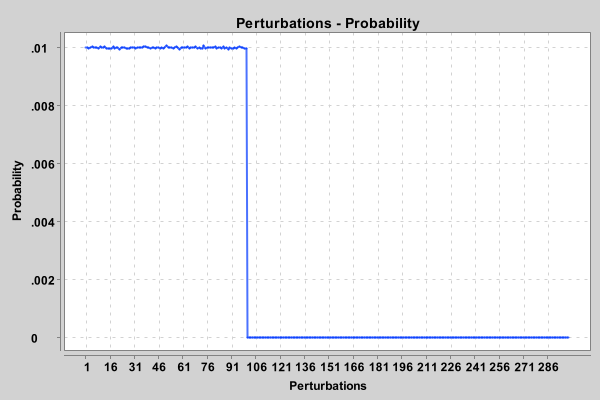 Perturbations - Probability
.01
.008
.006
.004
.002
0
Probability
1 16 31 46 61 76 91 106 121 136 151 166 181 196 211 226 241 256 271 286
Perturbations